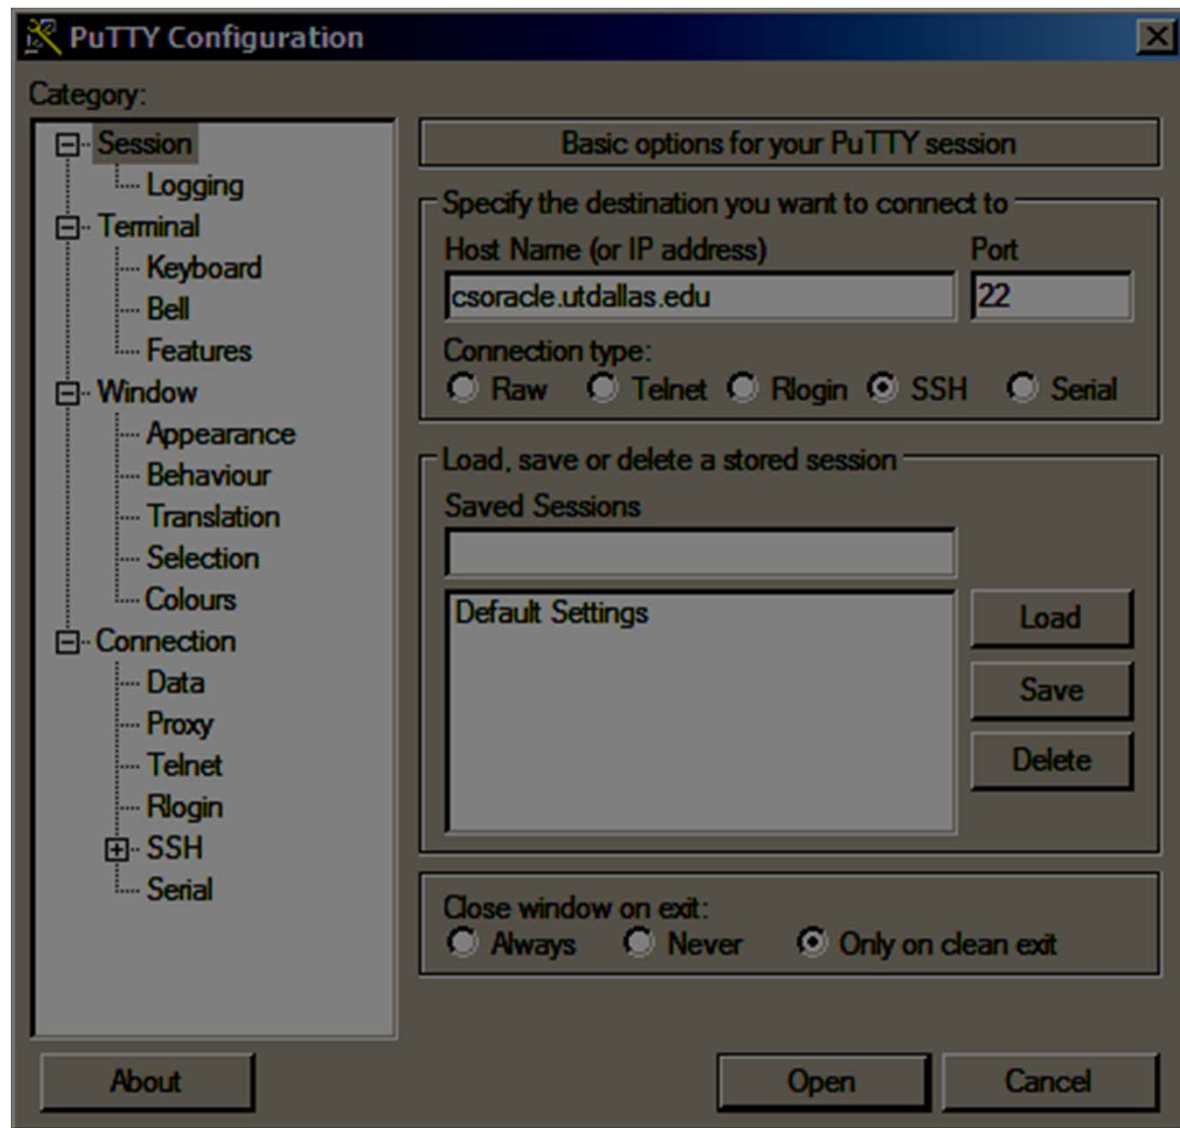 PuTTY Configuration
Category:
Session
Logging
Terminal
Keyboard
Bell
Features
Window
Appearance
Behaviour
Translation
Selection
Colours
Connection
Data
Proxy
Telnet
Rlogin
SSH
Serial
Basic options for your PuTTY session
Specify the destination you want to connect to
Host Name (or IP address) Port
csoracle.utdallas.edu 22
Connection type:
Raw Telnet Rlogin SSH Serial
Load, save or delete a stored session
Saved Sessions
Default Settings
Load
Save
Delete
Close window on exit:
Always Never Only on clean exit
About Open Cancel